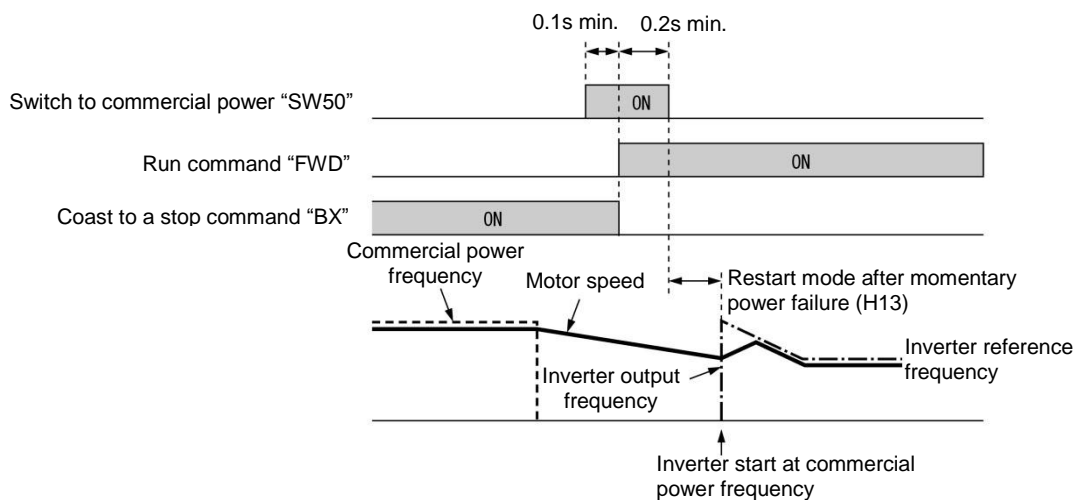 0.1s min.
0.2s min.
Switch to commercial power “SW50”
ON
Run command “FWD”
ON
Coast to a stop command “BX”
ON
Commercial power
frequency
Motor speed
Restart mode after momentary
power failure (H13)
Inverter output
frequency
Inverter reference
frequency
Inverter start at commercial
power frequency